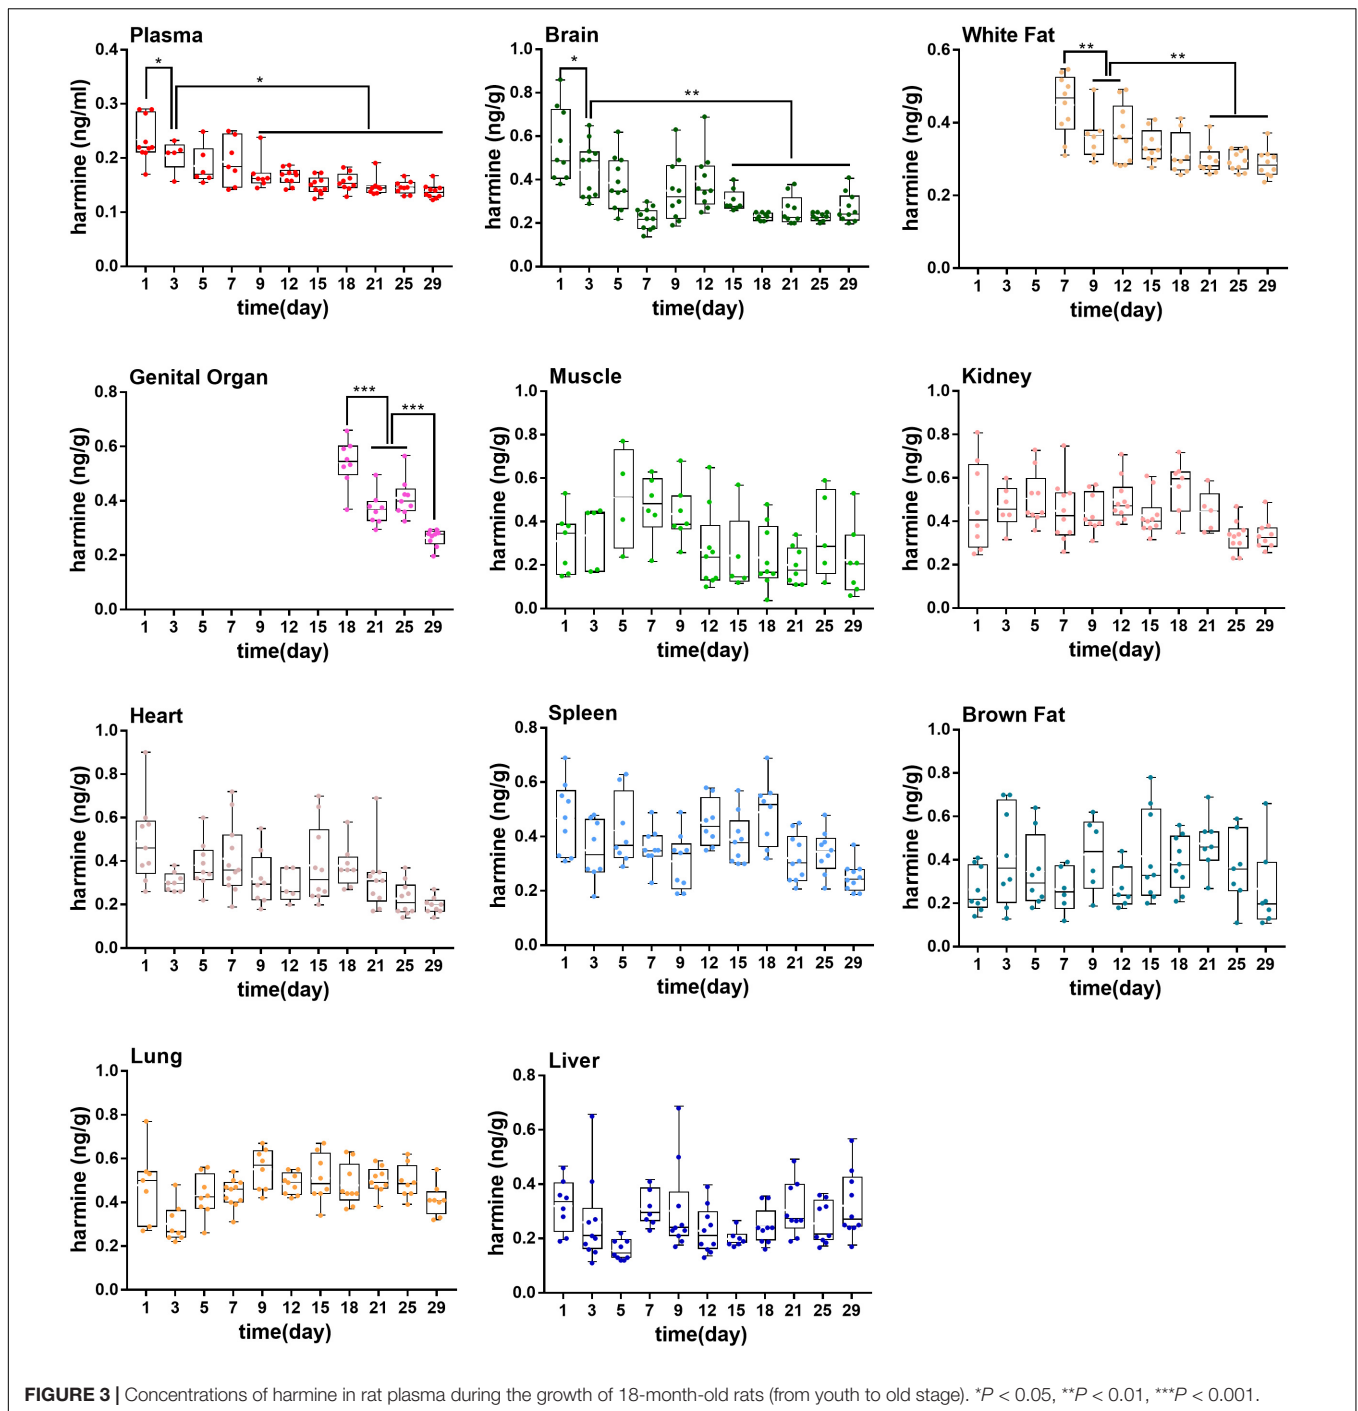 Plasma
harmine (ng/ml)
0.4
0.3
0.2
0.1
0.0
*
*
1 3 5 7 9 12 15 18 21 25 29
time(day)
Brain
harmine (ng/g)
1.0
0.8
0.6
0.4
0.2
0.0
*
**
1 3 5 7 9 12 15 18 21 25 29
time(day)
White Fat
harmine (ng/g)
0.6
0.4
0.2
0.0
**
**
1 3 5 7 9 12 15 18 21 25 29
time(day)
Genital Organ
harmine (ng/g)
0.8
0.6
0.4
0.2
0.0
***
***
1 3 5 7 9 12 15 18 21 25 29
time(day)
Muscle
harmine (ng/g)
1.0
0.8
0.6
0.4
0.2
0.0
1 3 5 7 9 12 15 18 21 25 29
time(day)
Kidney
harmine (ng/g)
1.0
0.8
0.6
0.4
0.2
0.0
1 3 5 7 9 12 15 18 21 25 29
time(day)
Heart
harmine (ng/g)
1.0
0.8
0.6
0.4
0.2
0.0
1 3 5 7 9 12 15 18 21 25 29
time(day)
Spleen
harmine (ng/g)
0.8
0.6
0.4
0.2
0.0
1 3 5 7 9 12 15 18 21 25 29
time(day)
Brown Fat
harmine (ng/g)
1.0
0.8
0.6
0.4
0.2
0.0
1 3 5 7 9 12 15 18 21 25 29
time(day)
Lung
harmine (ng/g)
1.0
0.8
0.6
0.4
0.2
0.0
1 3 5 7 9 12 15 18 21 25 29
time(day)
Liver
harmine (ng/g)
0.8
0.6
0.4
0.2
0.0
1 3 5 7 9 12 15 18 21 25 29
time(day)
FIGURE 3 | Concentrations of harmine in rat plasma during the growth of 18-month-old rats (from youth to old stage). *P < 0.05, **P < 0.01, ***P < 0.001.